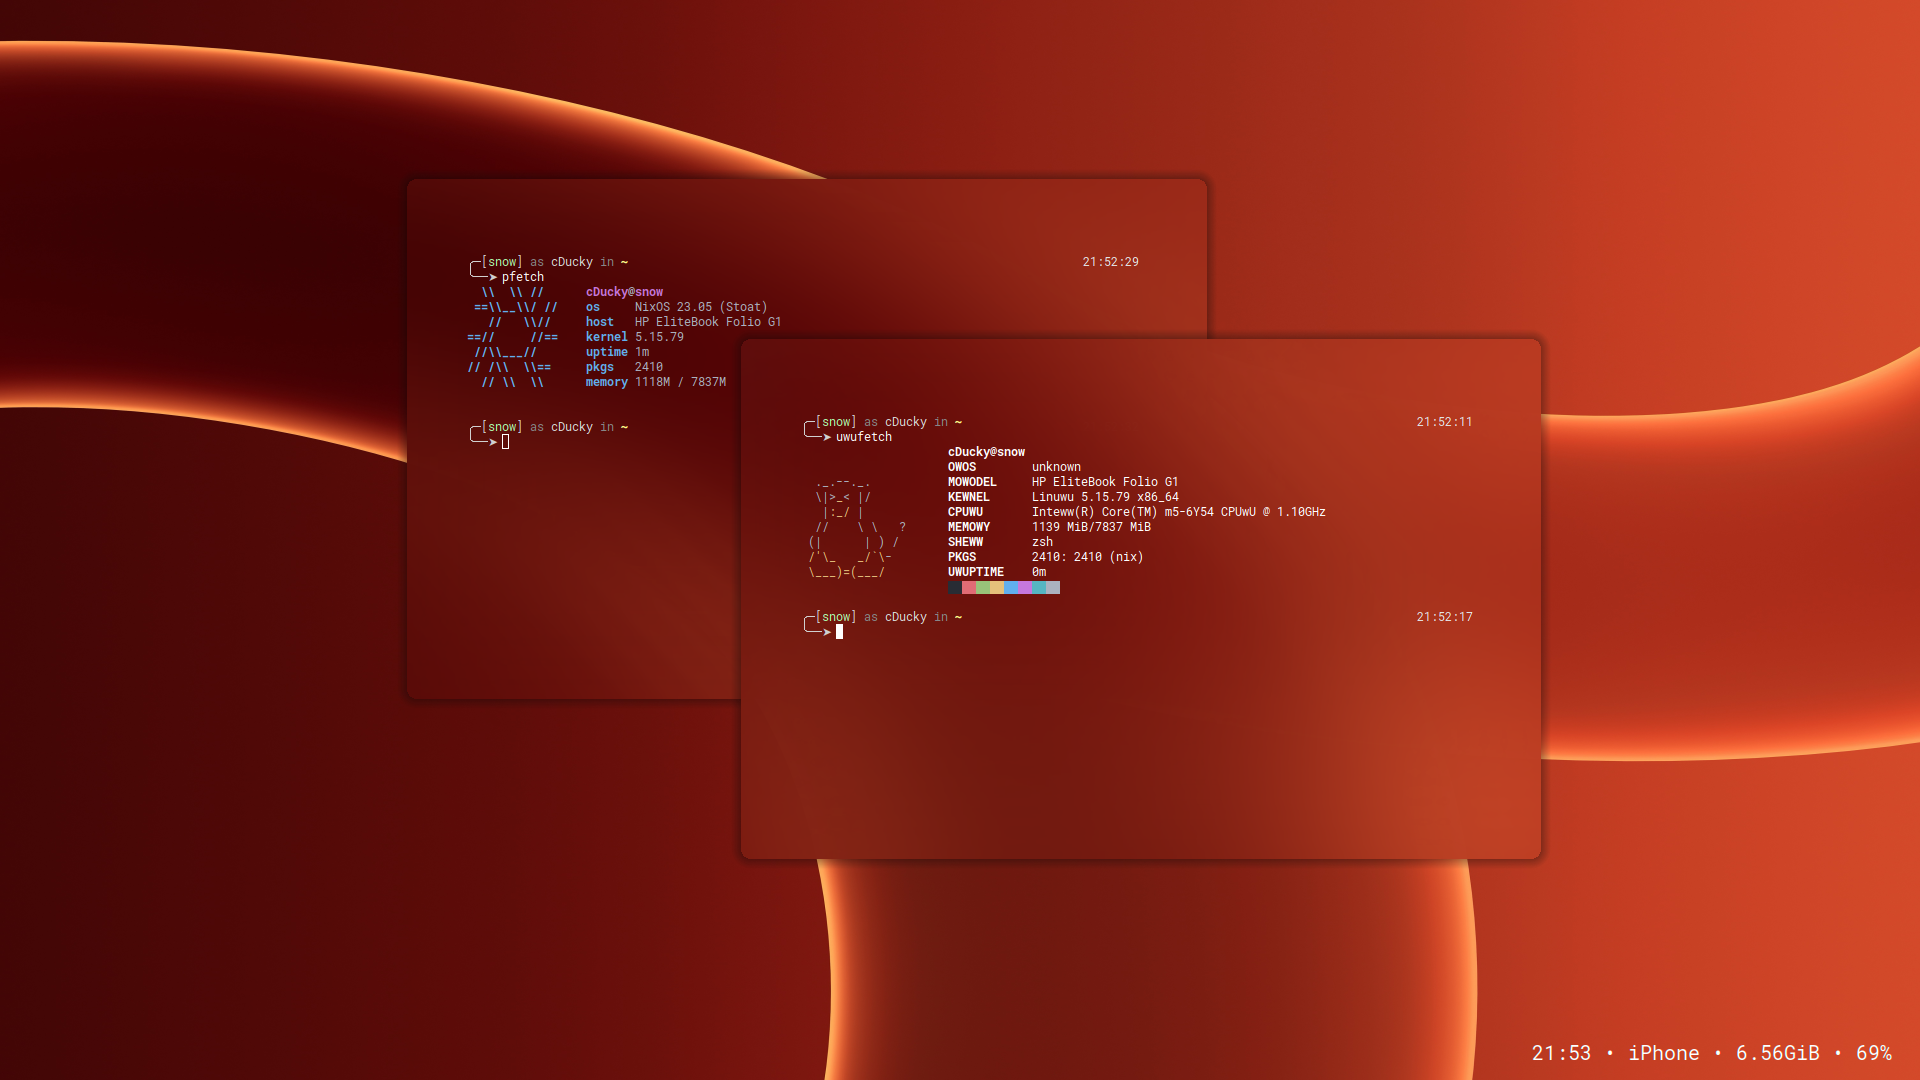 ╭─[snow] as cDucky in ~ 21:52:29
╰──➤ pfetch
  \\  \\ //     cDucky@snow
 ==\\__\\/ //   os     NixOS 23.05 (Stoat)
   //   \\//    host   HP EliteBook Folio G1
==//     //==   kernel 5.15.79
 //\\___//      uptime 1m
// /\\  \\==    pkgs   2410
  // \\  \\     memory 1118M / 7837M
╭─[snow] as cDucky in ~
╰──➤
╭─[snow] as cDucky in ~ 21:52:11
╰──➤ uwufetch
                    cDucky@snow
                    OWOS        unknown
 ._.--._.           MOWODEL     HP EliteBook Folio G1
 \|>_< |/           KEWNEL      Linuwu 5.15.79 x86_64
  |:_/ |            CPUWU       Inteww(R) Core(TM) m5-6Y54 CPUwU @ 1.10GHz
 //    \ \   ?      MEMOWY      1139 MiB/7837 MiB
(|      | ) /       SHEWW       zsh
/'\_   _/`\-        PKGS        2410: 2410 (nix)
\___)=(___/         UWUPTIME    0m
╭─[snow] as cDucky in ~ 21:52:17
╰──➤
21:53 • iPhone • 6.56GiB • 69%